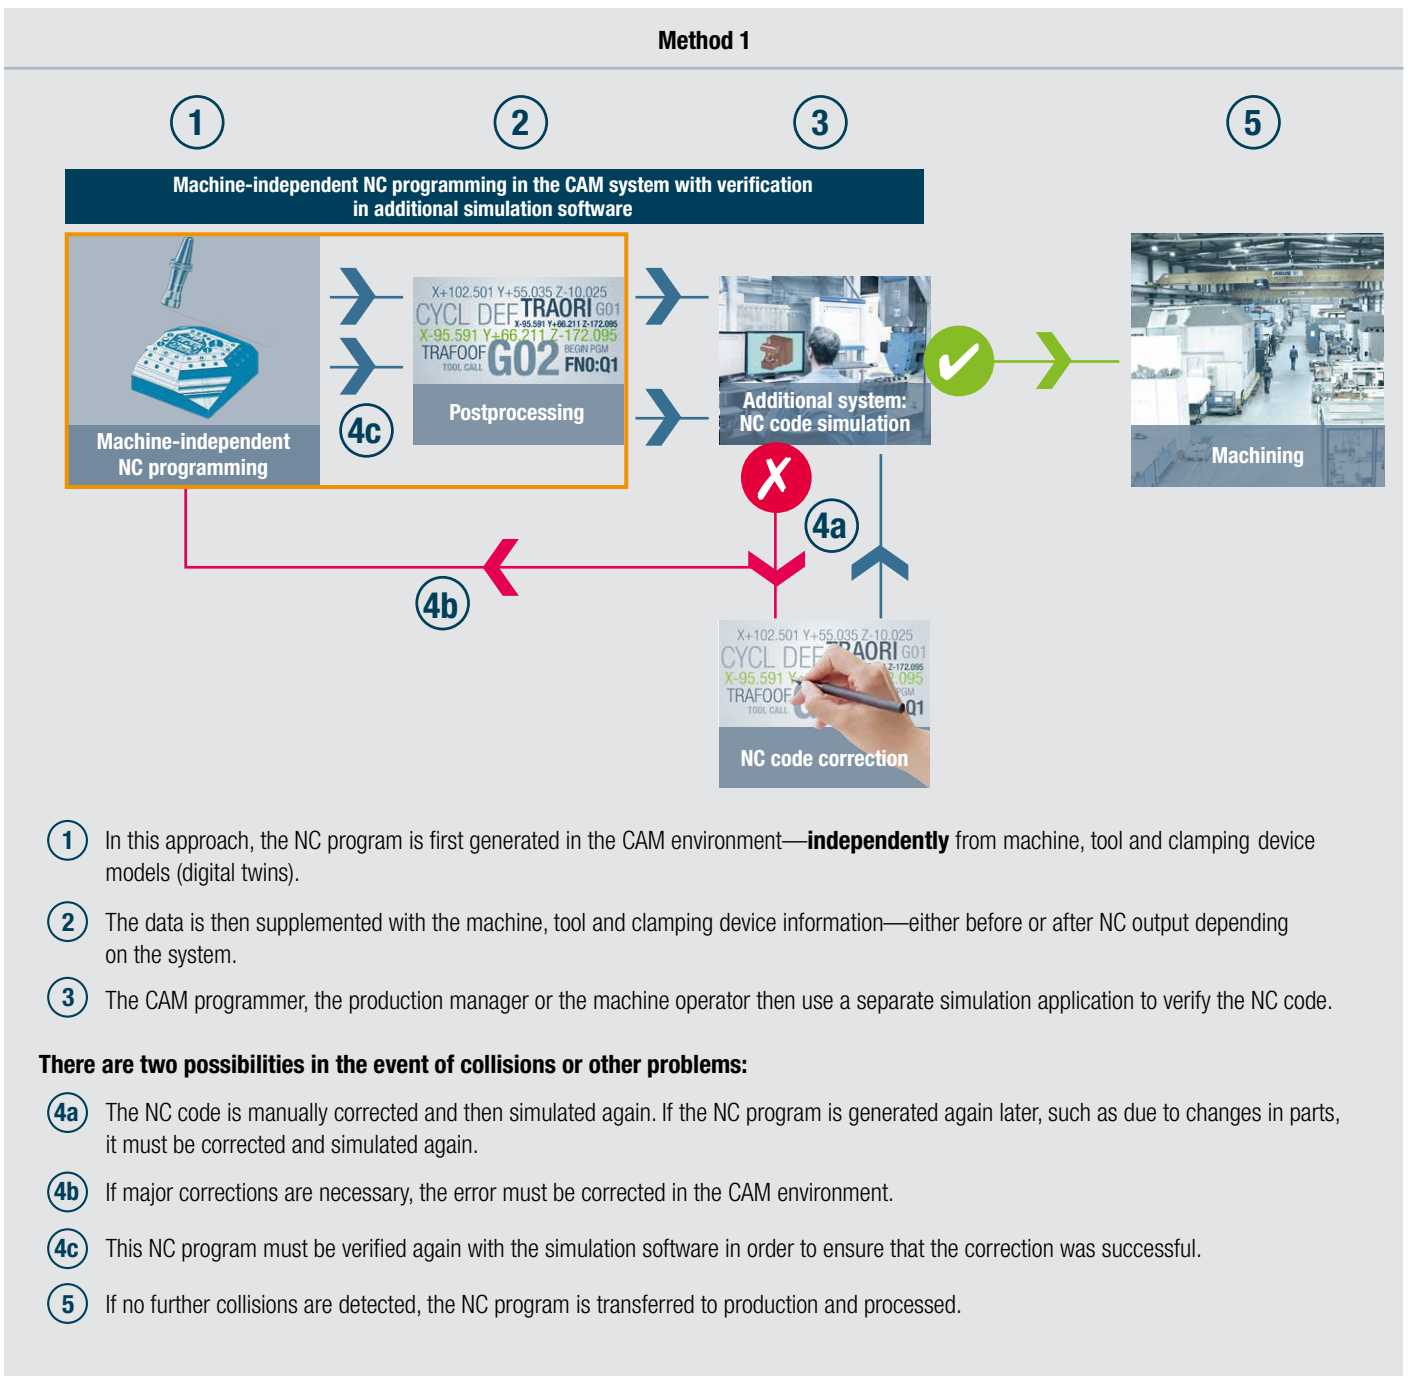 Method 1
1
2
3
5
Machine-independent NC programming in the CAM system with verification
in additional simulation software
X+102.501 Y+55.035 Z-10.025
CYCL DEF TRAORI G01
X-95.591 Y+66.211 Z-172.095
X-95.591 Y+66.211 Z-172.095
TRAFOOF G02 BEGIN PGM
TOOL CALL FN0:Q1
Postprocessing
Machine-independent
NC programming
4c
Additional system:
NC code simulation
Machining
4a
4b
X+102.501 Y+55.035 Z-10.025
CYCL DEF TRAORI G01
Z-172.095
X-95.591 Y 2.095
TRAFOOF PGM
TOOL CALL Q1
NC code correction
1 In this approach, the NC program is first generated in the CAM environment—independently from machine, tool and clamping device
models (digital twins).
2 The data is then supplemented with the machine, tool and clamping device information—either before or after NC output depending
on the system.
3 The CAM programmer, the production manager or the machine operator then use a separate simulation application to verify the NC code.
There are two possibilities in the event of collisions or other problems:
4a The NC code is manually corrected and then simulated again. If the NC program is generated again later, such as due to changes in parts,
it must be corrected and simulated again.
4b If major corrections are necessary, the error must be corrected in the CAM environment.
4c This NC program must be verified again with the simulation software in order to ensure that the correction was successful.
5 If no further collisions are detected, the NC program is transferred to production and processed.